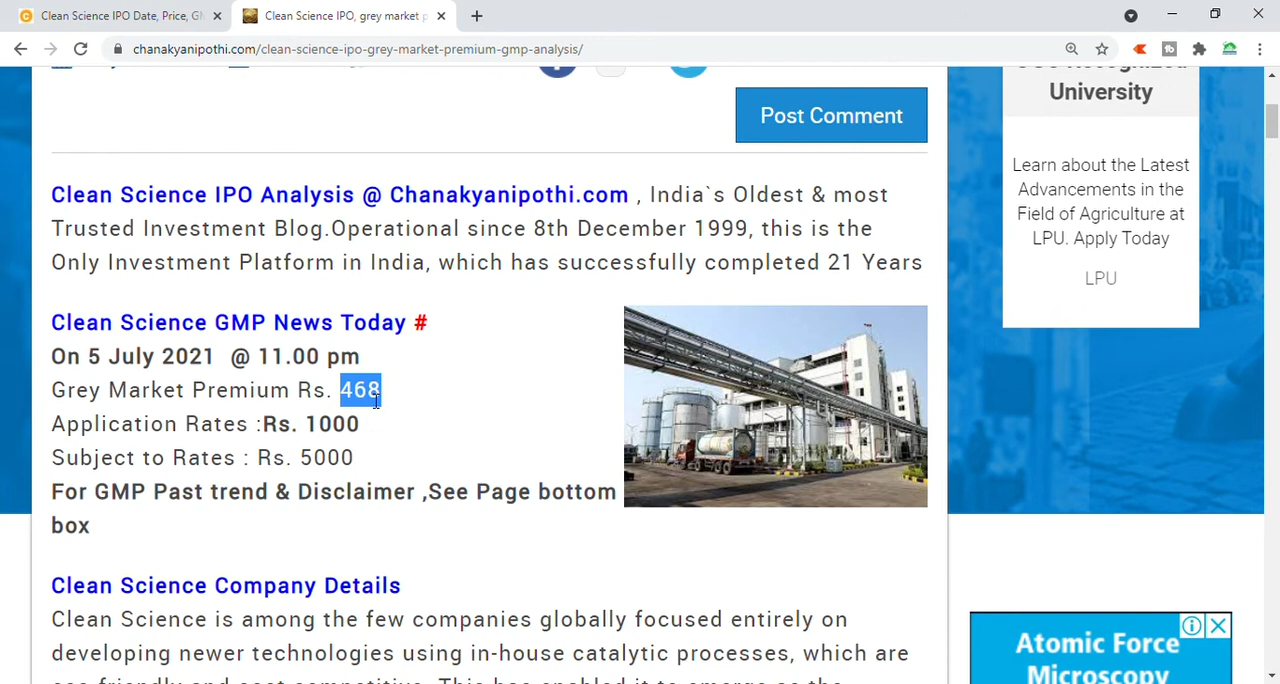 Clean Science IPO Date, Price, GM
Clean Science IPO, grey market p
chanakyanipothi.com/clean-science-ipo-grey-market-premium-gmp-analysis/
University
Post Comment
Learn about the Latest
Advancements in the
Field of Agriculture at
LPU. Apply Today
LPU
Clean Science IPO Analysis @ Chanakyanipothi.com , India`s Oldest & most
Trusted Investment Blog.Operational since 8th December 1999, this is the
Only Investment Platform in India, which has successfully completed 21 Years
Clean Science GMP News Today #
On 5 July 2021 @ 11.00 pm
Grey Market Premium Rs. 468
Application Rates :Rs. 1000
Subject to Rates : Rs. 5000
For GMP Past trend & Disclaimer ,See Page bottom
box
Clean Science Company Details
Clean Science is among the few companies globally focused entirely on
developing newer technologies using in-house catalytic processes, which are
Atomic Force
Microscopy